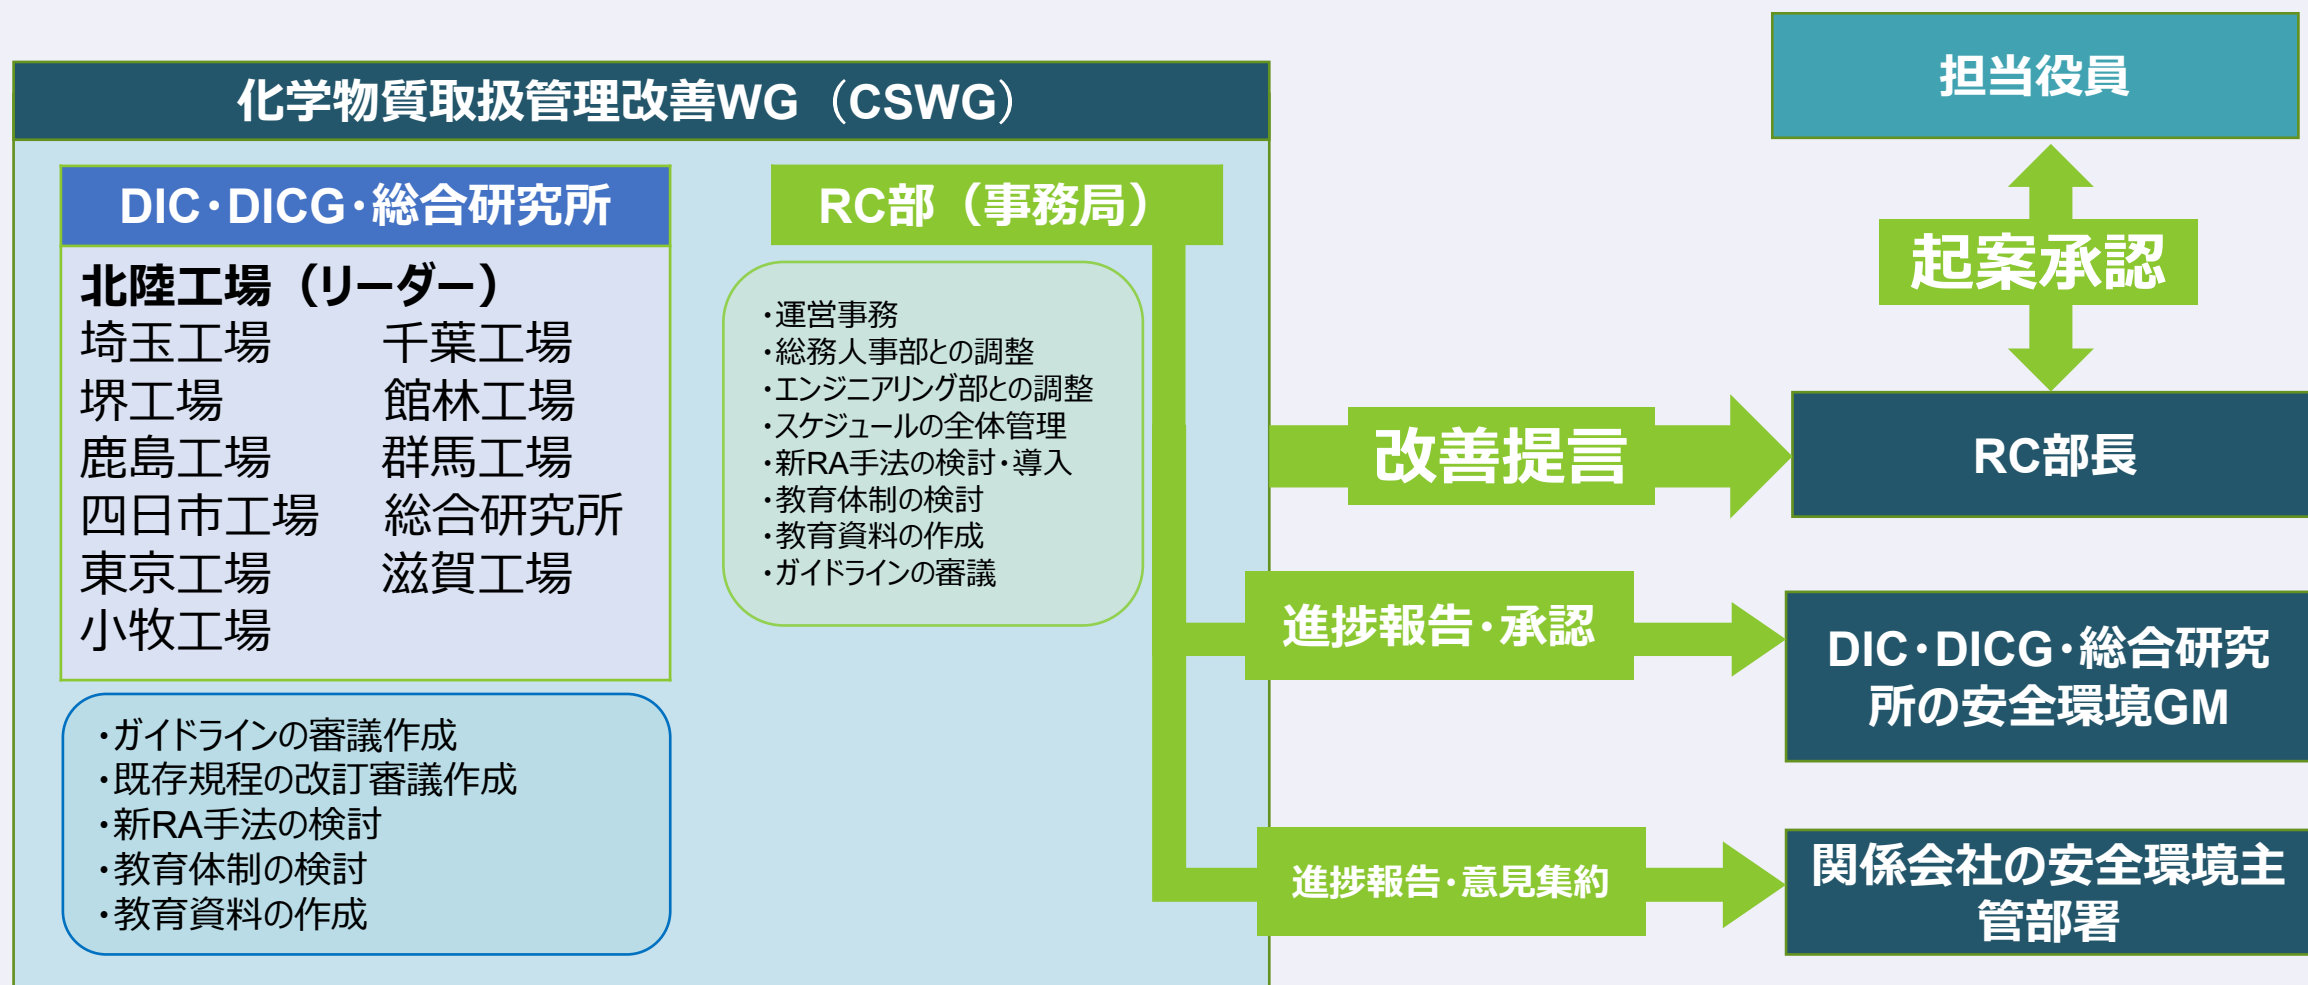 化学物質取扱管理改善WG（CSWG）
DIC・DICG・総合研究所
北陸工場（リーダー）
埼玉工場　千葉工場
堺工場　館林工場
鹿島工場　群馬工場
四日市工場　総合研究所
東京工場　滋賀工場
小牧工場
・ガイドラインの審議作成
・既存規程の改訂審議作成
・新RA手法の検討
・教育体制の検討
・教育資料の作成
RC部（事務局）
・運営事務
・総務人事部との調整
・エンジニアリング部との調整
・スケジュールの全体管理
・新RA手法の検討・導入
・教育体制の検討
・教育資料の作成
・ガイドラインの審議
担当役員
起案承認
改善提言
RC部長
進捗報告・承認
DIC・DICG・総合研究
所の安全環境GM
進捗報告・意見集約
関係会社の安全環境主
管部署